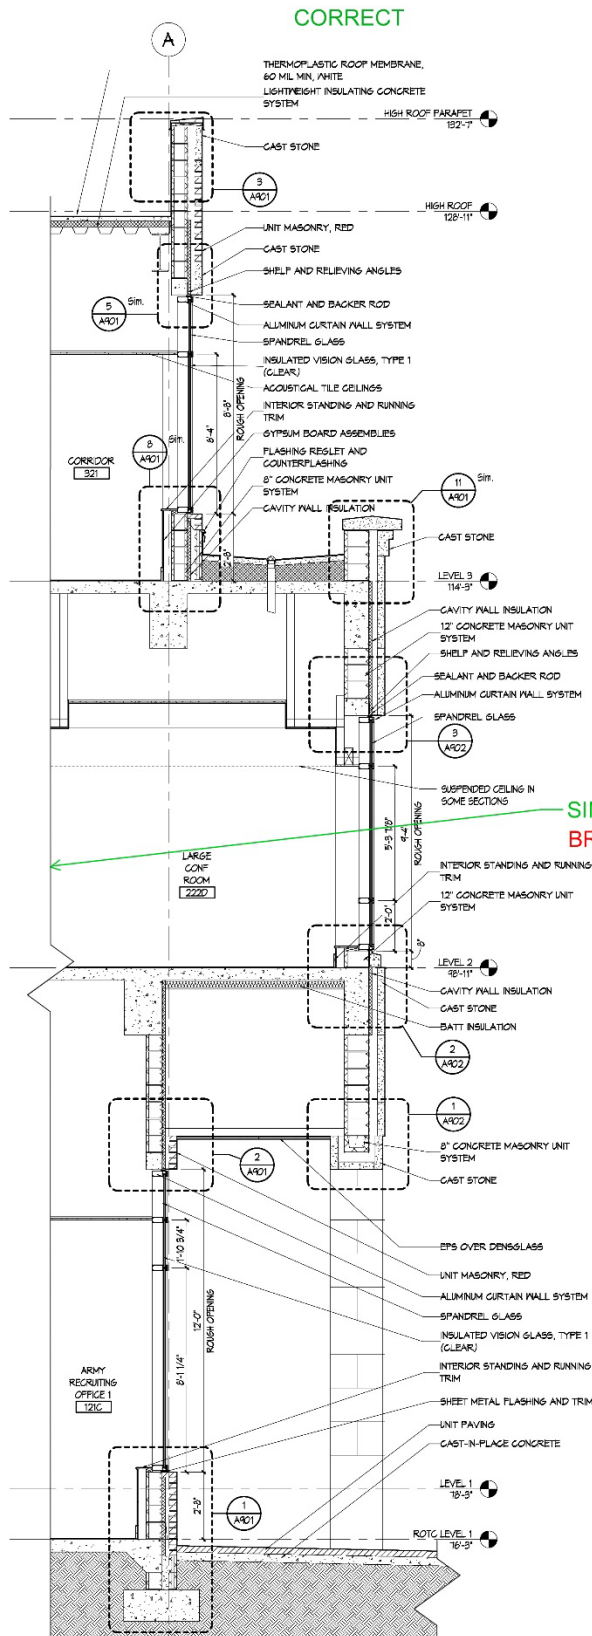 CORRECT
A
THERMOPLASTIC ROOF MEMBRANE,
60 MIL MIN, WHITE
LIGHTWEIGHT INSULATING CONCRETE
SYSTEM
HIGH ROOF PARAPET
132'-7"
CAST STONE
3
A901
HIGH ROOF
128'-11"
UNIT MASONRY, RED
CAST STONE
SHELF AND RELIEVING ANGLES
5
A901
Sim.
SEALANT AND BACKER ROD
ALUMINUM CURTAIN WALL SYSTEM
SPANDREL GLASS
INSULATED VISION GLASS, TYPE 1
(CLEAR)
ACOUSTICAL TILE CEILINGS
8'-8"
ROUGH OPENING
8'-4"
INTERIOR STANDING AND RUNNING
TRIM
GYPSUM BOARD ASSEMBLIES
8
A901
Sim.
FLASHING REGLET AND
COUNTERFLASHING
CORRIDOR
321
8" CONCRETE MASONRY UNIT
SYSTEM
CAVITY WALL INSULATION
11
A901
Sim.
2'-8"
CAST STONE
LEVEL 3
114'-3"
CAVITY WALL INSULATION
12" CONCRETE MASONRY UNIT
SYSTEM
SHELF AND RELIEVING ANGLES
SEALANT AND BACKER ROD
ALUMINUM CURTAIN WALL SYSTEM
SPANDREL GLASS
3
A902
SUSPENDED CEILING IN
SOME SECTIONS
5'-3 7/8"
9'-4"
ROUGH OPENING
SI
BR
LARGE
CONF
ROOM
222D
INTERIOR STANDING AND RUNNING
TRIM
12" CONCRETE MASONRY UNIT
SYSTEM
2'-0"
8"
LEVEL 2
98'-11"
CAVITY WALL INSULATION
CAST STONE
BATT INSULATION
2
A902
1
A902
8" CONCRETE MASONRY UNIT
SYSTEM
2
A901
CAST STONE
EPS OVER DENSGLASS
1'-10 3/4"
UNIT MASONRY, RED
ALUMINUM CURTAIN WALL SYSTEM
SPANDREL GLASS
12'-0"
ROUGH OPENING
INSULATED VISION GLASS, TYPE 1
(CLEAR)
8'-1 1/4"
ARMY
RECRUITING
OFFICE 1
121C
INTERIOR STANDING AND RUNNING
TRIM
SHEET METAL FLASHING AND TRIM
UNIT PAVING
CAST-IN-PLACE CONCRETE
LEVEL 1
78'-3"
2'-8"
1
A901
ROTC LEVEL 1
76'-3"